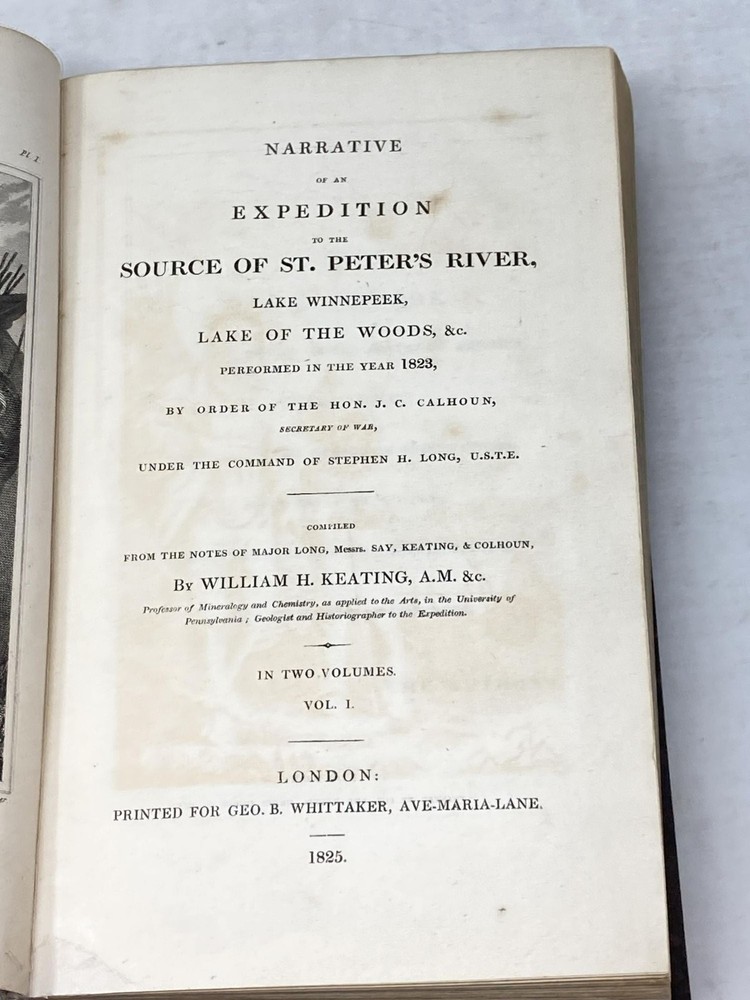 Pl. 1
NARRATIVE
OF AN
EXPEDITION
TO THE
SOURCE OF ST. PETER'S RIVER,
LAKE WINNEPEEK,
LAKE OF THE WOODS, &c.
PERFORMED IN THE YEAR 1823,
BY ORDER OF THE HON. J. C. CALHOUN,
SECRETARY OF WAR,
UNDER THE COMMAND OF STEPHEN H. LONG, U.S.T.E.
COMPILED
FROM THE NOTES OF MAJOR LONG, Messrs. SAY, KEATING, & COLHOUN,
By WILLIAM H. KEATING, A.M. &c.
Professor of Mineralogy and Chemistry, as applied to the Arts, in the University of
Pennsylvania ; Geologist and Historiographer to the Expedition.
IN TWO VOLUMES.
VOL. I.
LONDON:
PRINTED FOR GEO. B. WHITTAKER, AVE-MARIA-LANE.
1825.